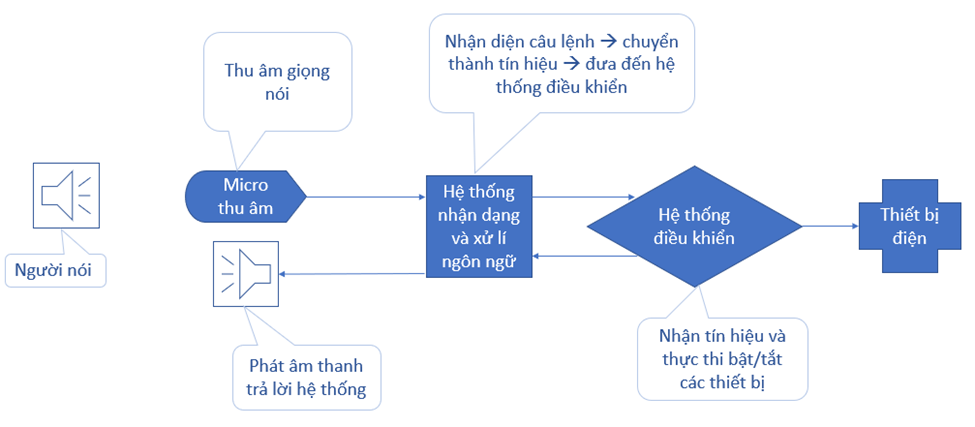 Thu âm giọng
nói
Nhận diện câu lệnh → chuyển
thành tín hiệu → đưa đến hệ
thống điều khiển
Người nói
Micro
thu âm
Hệ thống
nhận dạng
và xử lí
ngôn ngữ
Hệ thống
điều khiển
Thiết bị
điện
Phát âm thanh
trả lời hệ thống
Nhận tín hiệu và
thực thi bật/tắt
các thiết bị